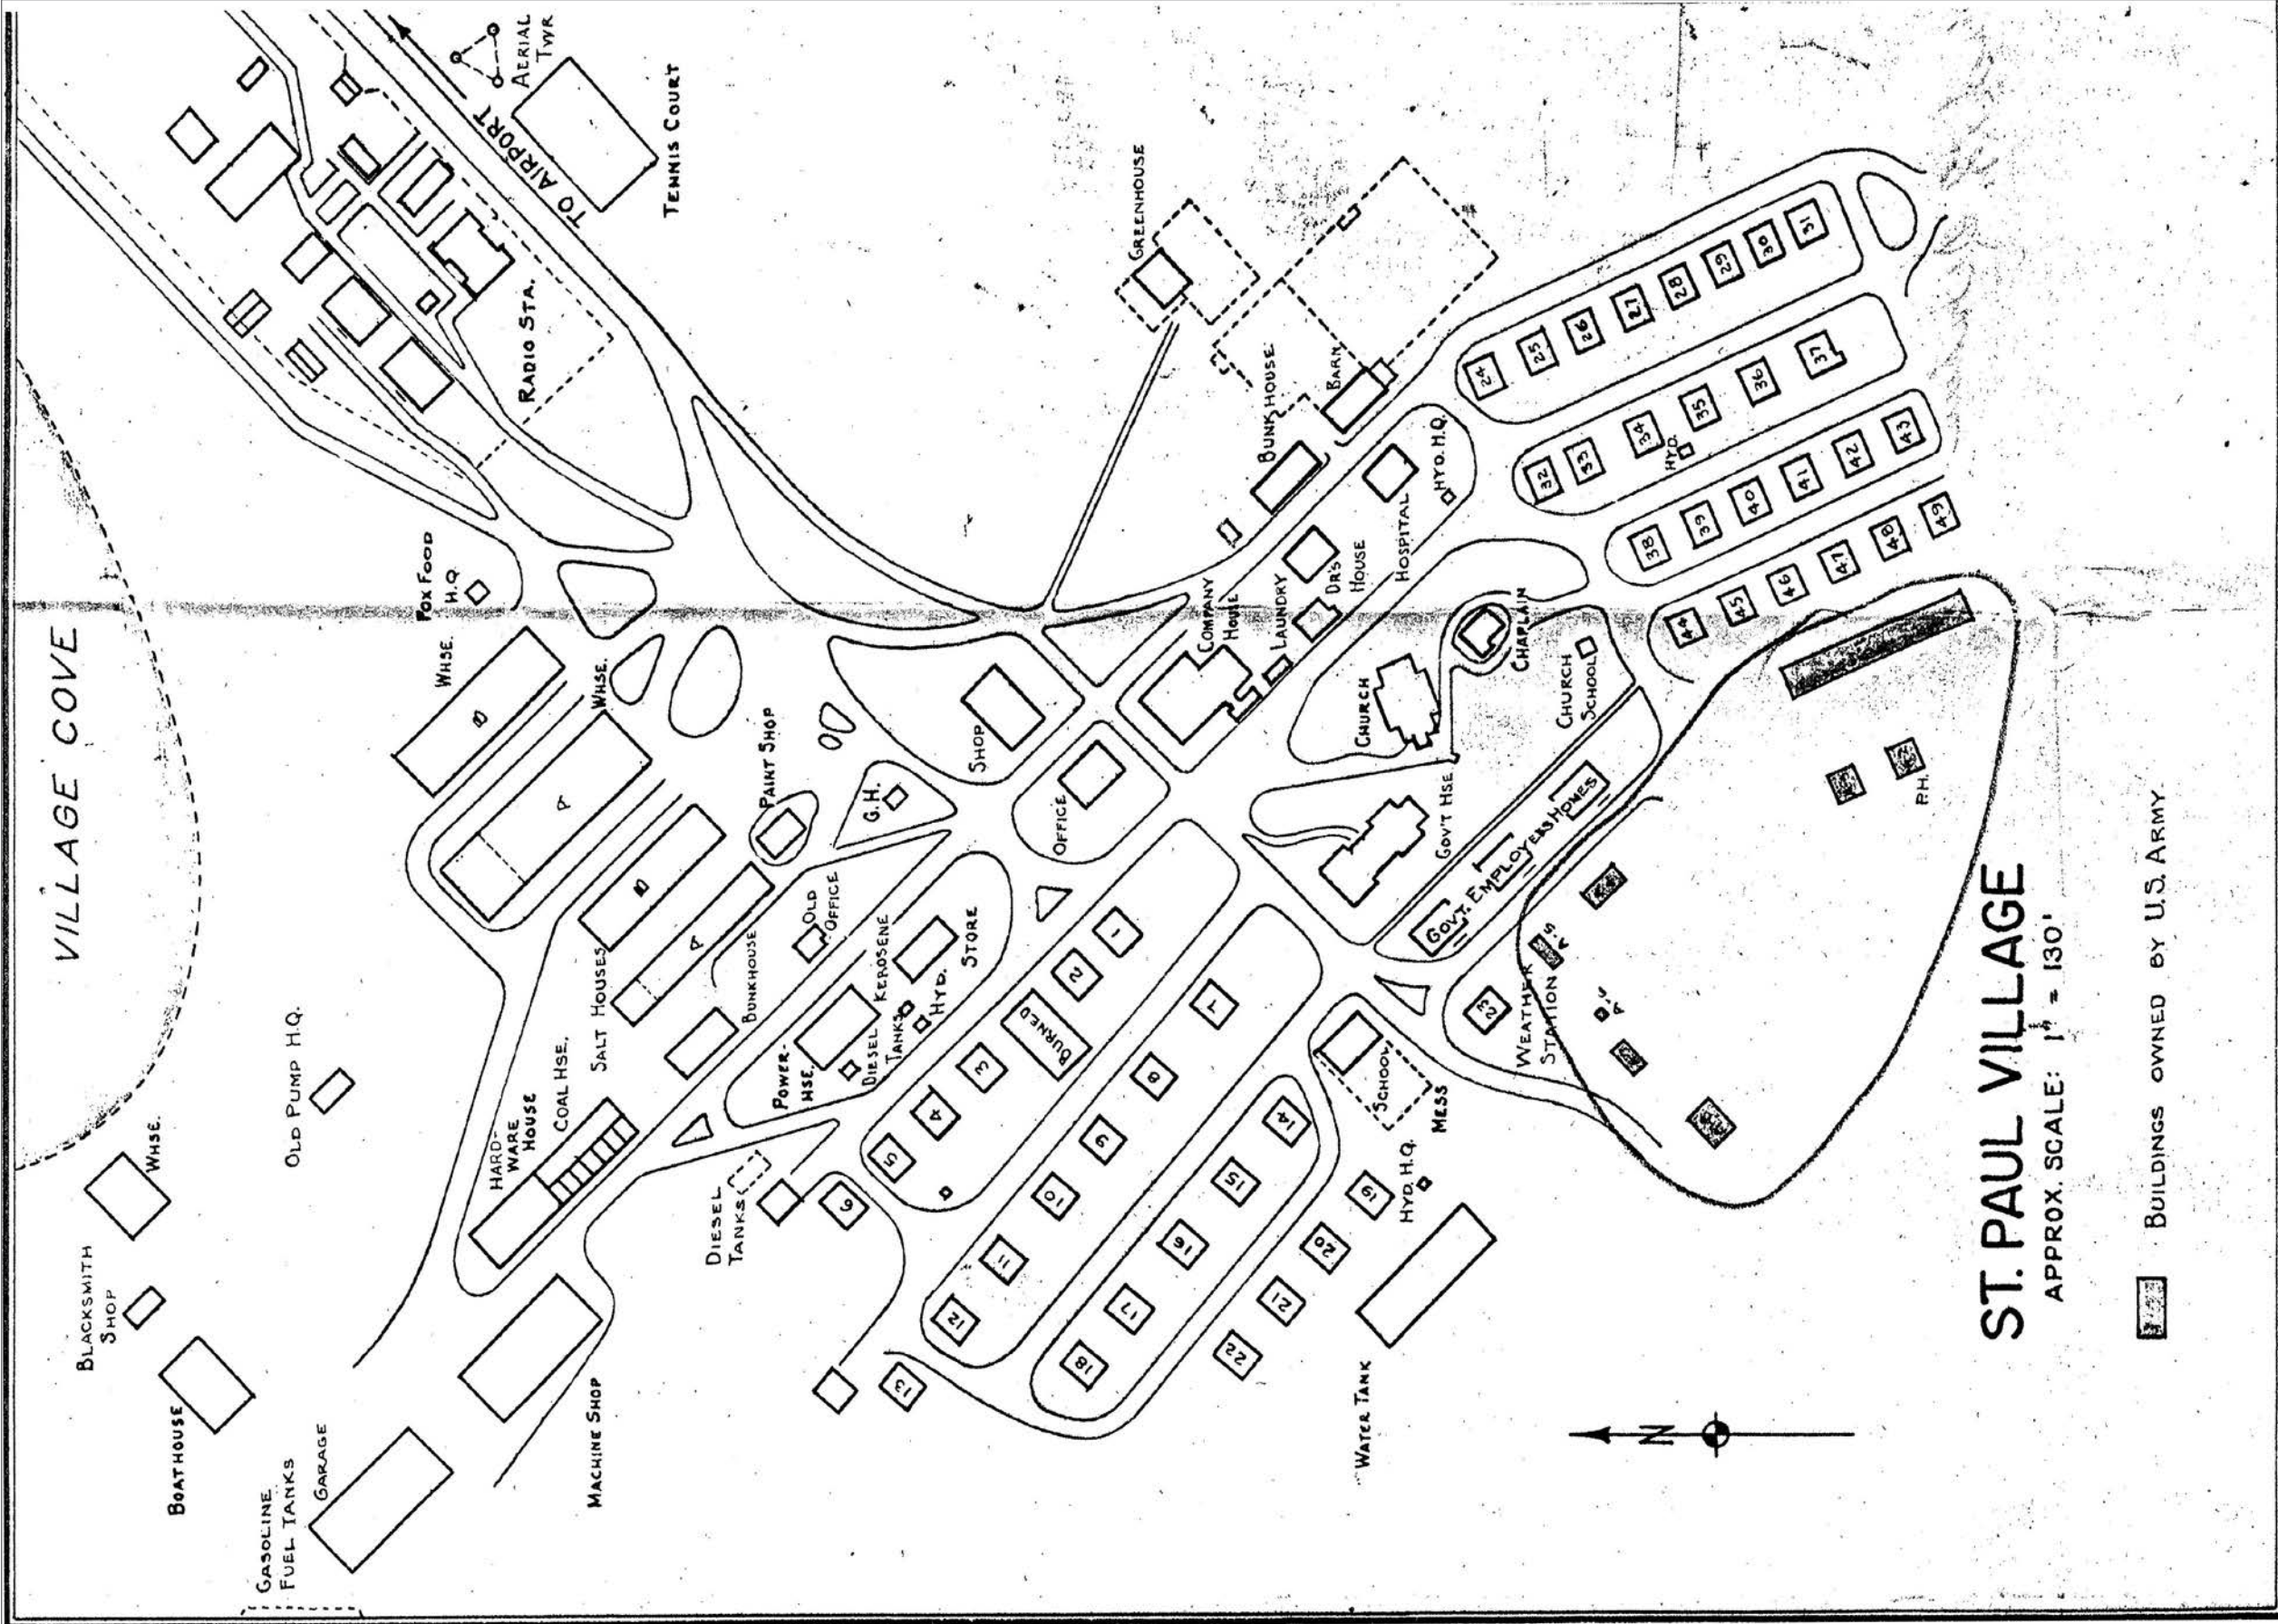 VILLAGE COVE
AERIAL
TWR
TO AIRPORT
TENNIS COURT
RADIO STA.
GREENHOUSE
FOX FOOD
H.Q.
WHSE.
B
WHSE.
A
PAINT SHOP
G.H.
SHOP
OFFICE
COMPANY
HOUSE
LAUNDRY
DR'S
HOUSE
HOSPITAL
HYD. H.Q.
BUNKHOUSE
BARN
CHURCH
CHAPLAIN
CHURCH
SCHOOL
GOV'T HSE.
GOVT. EMPLOYEES HOMES
WHSE.
OLD PUMP H.Q.
BLACKSMITH
SHOP
BOATHOUSE
GASOLINE
FUEL TANKS
GARAGE
MACHINE SHOP
HARD-
WARE
HOUSE
COAL HSE.
SALT HOUSES
B
A
BUNKHOUSE
OLD
OFFICE
POWER-
HSE.
DIESEL
KEROSENE
TANKS
HYD.
STORE
DIESEL
TANKS
1
2
BURNED
3
4
5
6
7
8
9
10
11
12
13
14
15
16
17
18
19
20
21
22
23
HYD. H.Q.
WATER TANK
SCHOOL
MESS
WEATHER
STATION
A.S.
P.H.
24
25
26
27
28
29
30
31
32
33
34
HYD.
35
36
37
38
39
40
41
42
43
44
45
46
47
48
49
N
ST. PAUL VILLAGE
APPROX. SCALE: 1" = 130'
BUILDINGS OWNED BY U.S. ARMY